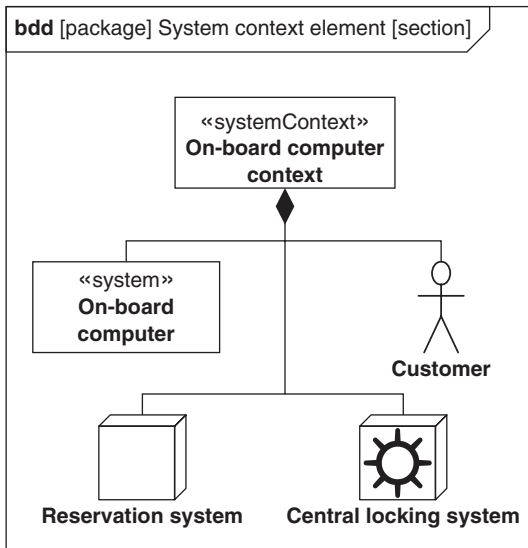 bdd [package] System context element [section]
«systemContext»
On-board computer
context
«system»
On-board
computer
Customer
Reservation system
Central locking system